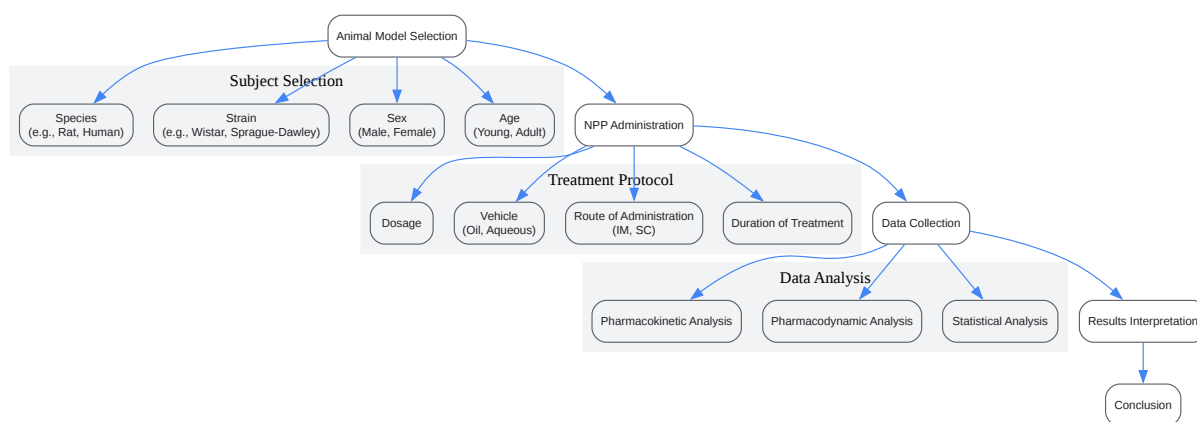 Animal Model Selection
Subject Selection
Species
(e.g., Rat, Human)
Strain
(e.g., Wistar, Sprague-Dawley)
Sex
(Male, Female)
Age
(Young, Adult)
NPP Administration
Treatment Protocol
Dosage
Vehicle
(Oil, Aqueous)
Route of Administration
(IM, SC)
Duration of Treatment
Data Collection
Data Analysis
Pharmacokinetic Analysis
Pharmacodynamic Analysis
Statistical Analysis
Results Interpretation
Conclusion